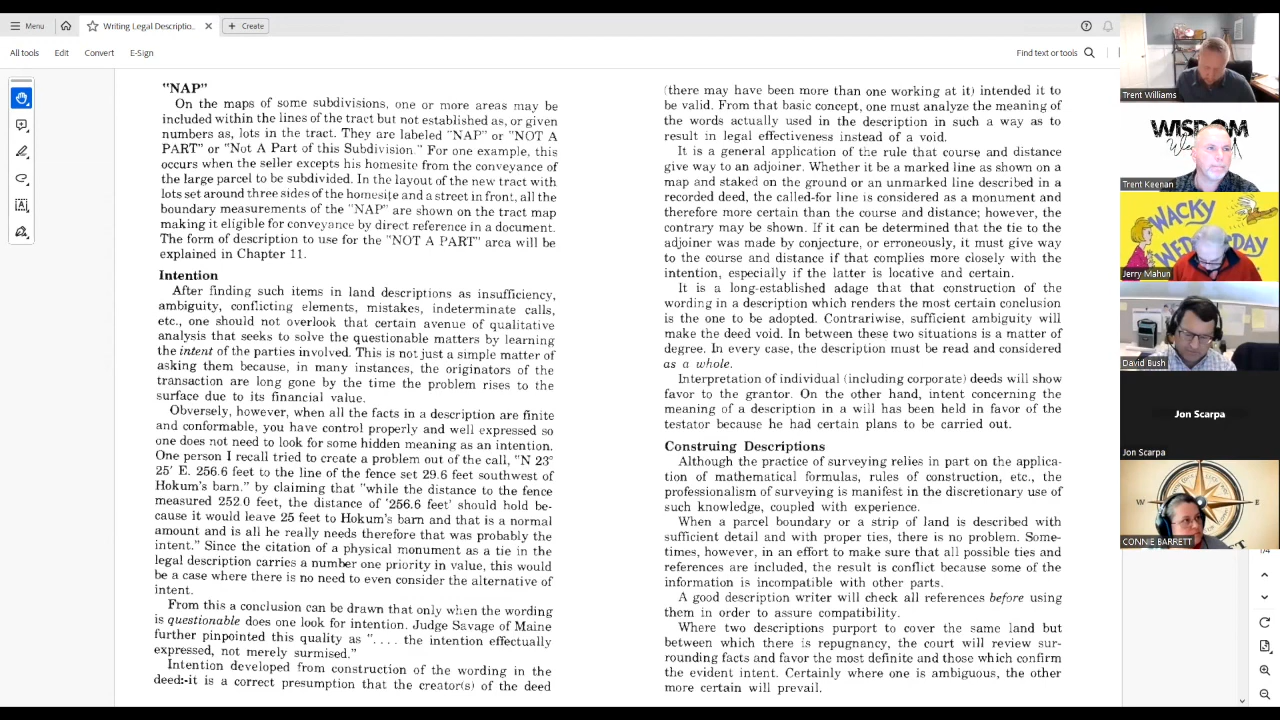 Menu
Writing Legal Descriptio...
Create
All tools
Edit
Convert
E-Sign
Find text or tools
"NAP"
On the maps of some subdivisions, one or more areas may be
included within the lines of the tract but not established as, or given
numbers as, lots in the tract. They are labeled "NAP" or "NOT A
PART" or "Not A Part of this Subdivision." For one example, this
occurs when the seller excepts his homesite from the conveyance of
the large parcel to be subdivided. In the layout of the new tract with
lots set around three sides of the homesite and a street in front, all the
boundary measurements of the "NAP" are shown on the tract map
making it eligible for conveyance by direct reference in a document.
The form of description to use for the "NOT A PART" area will be
explained in Chapter 11.
Intention
After finding such items in land descriptions as insufficiency,
ambiguity, conflicting elements, mistakes, indeterminate calls,
etc., one should not overlook that certain avenue of qualitative
analysis that seeks to solve the questionable matters by learning
the intent of the parties involved. This is not just a simple matter of
asking them because, in many instances, the originators of the
transaction are long gone by the time the problem rises to the
surface due to its financial value.
Obversely, however, when all the facts in a description are finite
and conformable, you have control properly and well expressed so
one does not need to look for some hidden meaning as an intention.
One person I recall tried to create a problem out of the call, "N 23°
25' E. 256.6 feet to the line of the fence set 29.6 feet southwest of
Hokum's barn." by claiming that "while the distance to the fence
measured 252.0 feet, the distance of '256.6 feet' should hold be-
cause it would leave 25 feet to Hokum's barn and that is a normal
amount and is all he really needs therefore that was probably the
intent." Since the citation of a physical monument as a tie in the
legal description carries a number one priority in value, this would
be a case where there is no need to even consider the alternative of
intent.
From this a conclusion can be drawn that only when the wording
is questionable does one look for intention. Judge Savage of Maine
further pinpointed this quality as ". . . . the intention effectually
expressed, not merely surmised."
Intention developed from construction of the wording in the
deed:-it is a correct presumption that the creator(s) of the deed
(there may have been more than one working at it) intended it to
be valid. From that basic concept, one must analyze the meaning of
the words actually used in the description in such a way as to
result in legal effectiveness instead of a void.
It is a general application of the rule that course and distance
give way to an adjoiner. Whether it be a marked line as shown on a
map and staked on the ground or an unmarked line described in a
recorded deed, the called-for line is considered as a monument and
therefore more certain than the course and distance; however, the
contrary may be shown. If it can be determined that the tie to the
adjoiner was made by conjecture, or erroneously, it must give way
to the course and distance if that complies more closely with the
intention, especially if the latter is locative and certain.
It is a long-established adage that that construction of the
wording in a description which renders the most certain conclusion
is the one to be adopted. Contrariwise, sufficient ambiguity will
make the deed void. In between these two situations is a matter of
degree. In every case, the description must be read and considered
as a whole.
Interpretation of individual (including corporate) deeds will show
favor to the grantor. On the other hand, intent concerning the
meaning of a description in a will has been held in favor of the
testator because he had certain plans to be carried out.
Construing Descriptions
Although the practice of surveying relies in part on the applica-
tion of mathematical formulas, rules of construction, etc., the
professionalism of surveying is manifest in the discretionary use of
such knowledge, coupled with experience.
When a parcel boundary or a strip of land is described with
sufficient detail and with proper ties, there is no problem. Some-
times, however, in an effort to make sure that all possible ties and
references are included, the result is conflict because some of the
information is incompatible with other parts.
A good description writer will check all references before using
them in order to assure compatibility.
Where two descriptions purport to cover the same land but
between which there is repugnancy, the court will review sur-
rounding facts and favor the most definite and those which confirm
the evident intent. Certainly where one is ambiguous, the other
more certain will prevail.
Trent Williams
WISDOM
Trent Keenan
WACKY
WEDNESDAY
Jerry Mahun
David Bush
Jon Scarpa
Jon Scarpa
W
E
CONNIE BARRETT